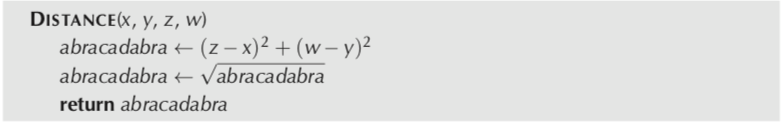 DISTANCE(x, y, z, w)
abracadabra ← (z – x)² + (w – y)²
abracadabra ← √abracadabra
return abracadabra